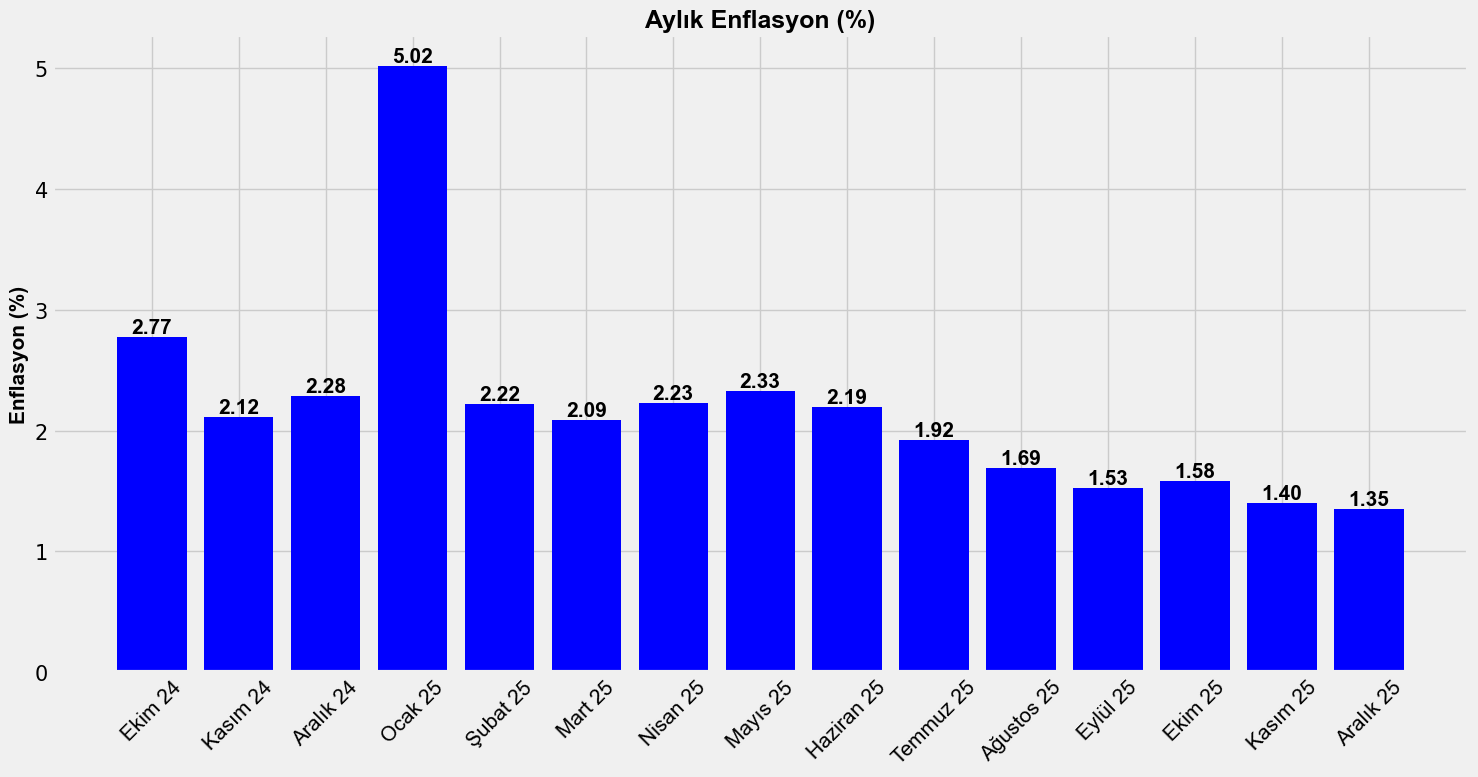 Aylık Enflasyon (%)
Enflasyon (%)
5
4
3
2
1
0
2.77
2.12
2.28
5.02
2.22
2.09
2.23
2.33
2.19
1.92
1.69
1.53
1.58
1.40
1.35
Ekim 24
Kasım 24
Aralık 24
Ocak 25
Şubat 25
Mart 25
Nisan 25
Mayıs 25
Haziran 25
Temmuz 25
Ağustos 25
Eylül 25
Ekim 25
Kasım 25
Aralık 25